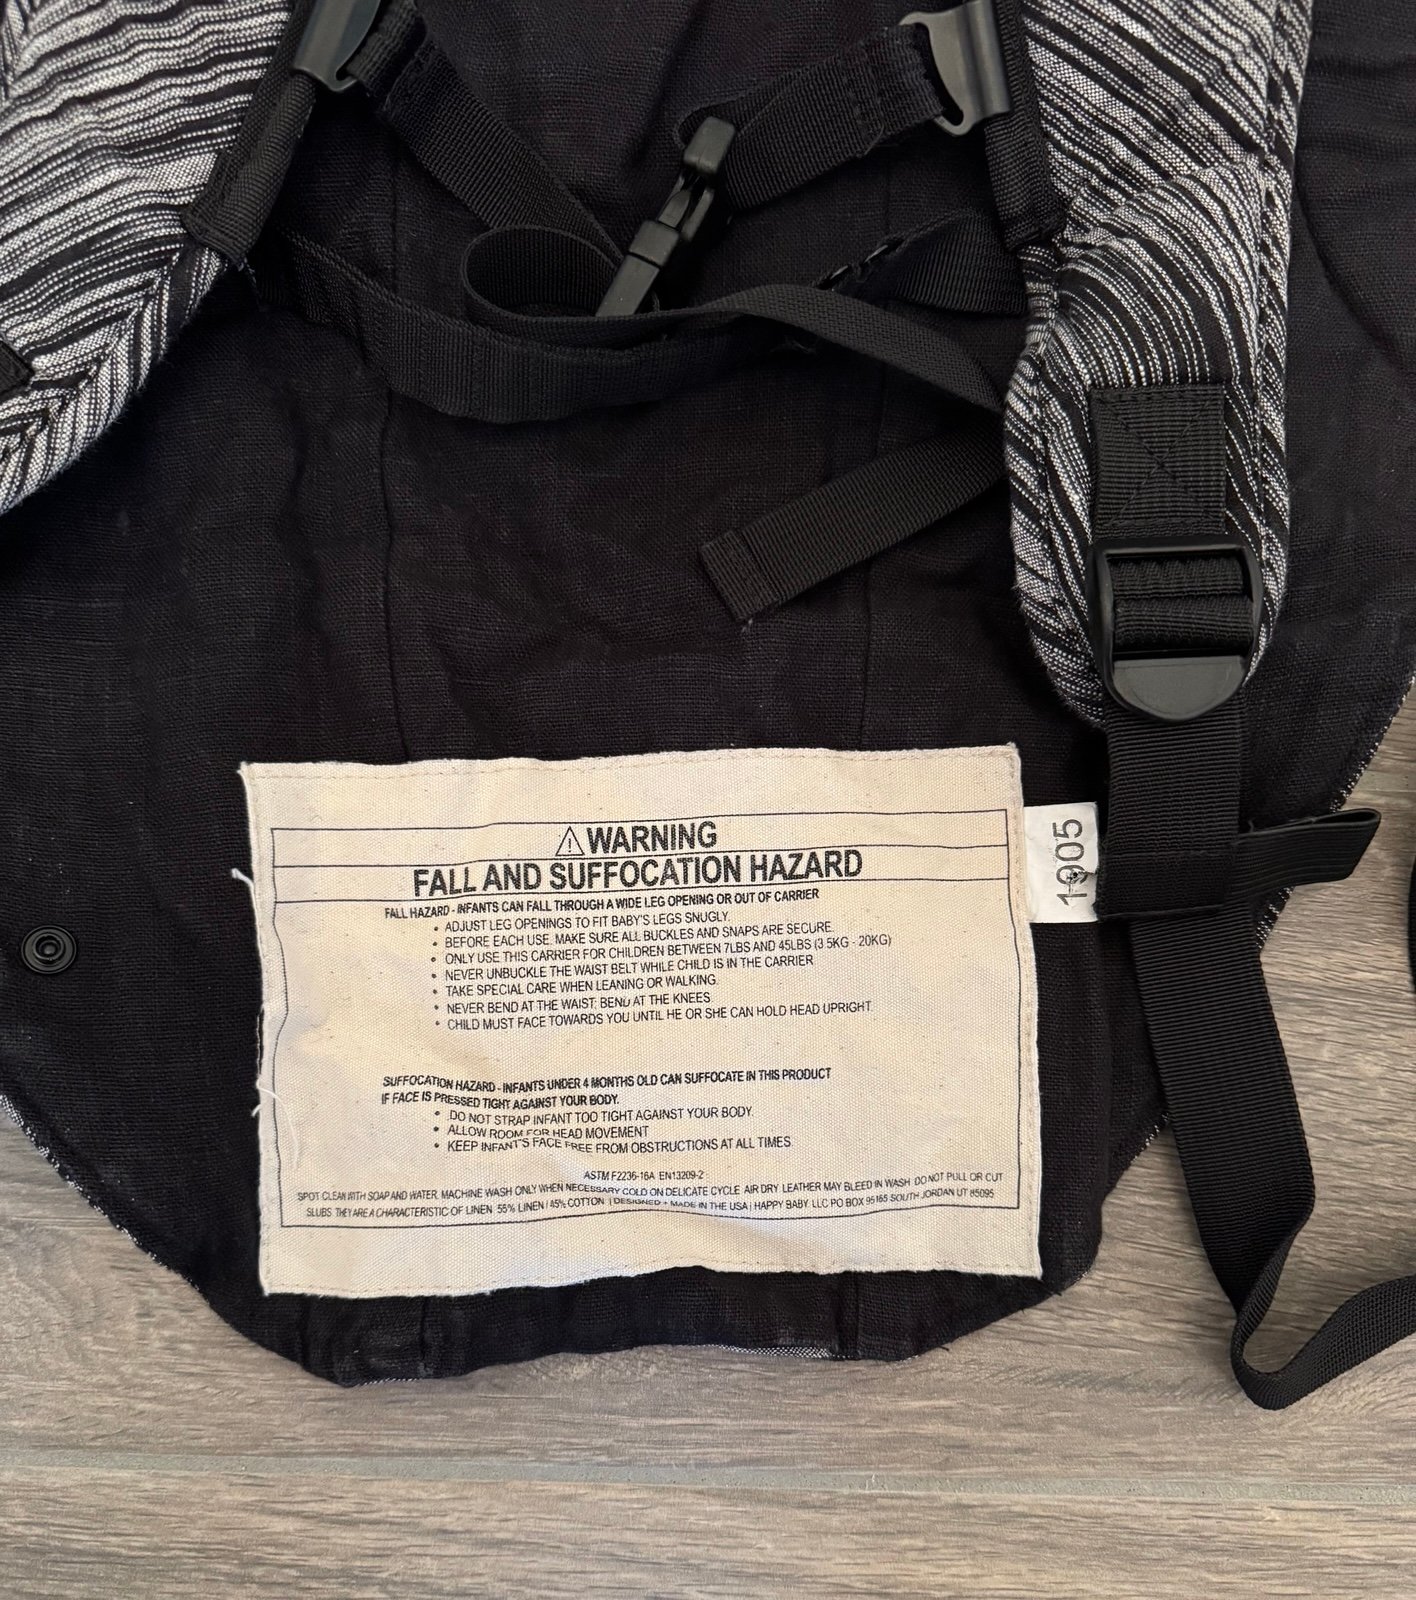 ⚠WARNING
FALL AND SUFFOCATION HAZARD
FALL HAZARD - INFANTS CAN FALL THROUGH A WIDE LEG OPENING OR OUT OF CARRIER
• ADJUST LEG OPENINGS TO FIT BABY'S LEGS SNUGLY.
• BEFORE EACH USE, MAKE SURE ALL BUCKLES AND SNAPS ARE SECURE.
• ONLY USE THIS CARRIER FOR CHILDREN BETWEEN 7LBS AND 45LBS (3.5KG - 20KG)
• NEVER UNBUCKLE THE WAIST BELT WHILE CHILD IS IN THE CARRIER
• TAKE SPECIAL CARE WHEN LEANING OR WALKING.
• NEVER BEND AT THE WAIST; BEND AT THE KNEES
• CHILD MUST FACE TOWARDS YOU UNTIL HE OR SHE CAN HOLD HEAD UPRIGHT.
SUFFOCATION HAZARD - INFANTS UNDER 4 MONTHS OLD CAN SUFFOCATE IN THIS PRODUCT
IF FACE IS PRESSED TIGHT AGAINST YOUR BODY.
• DO NOT STRAP INFANT TOO TIGHT AGAINST YOUR BODY.
• ALLOW ROOM FOR HEAD MOVEMENT
• KEEP INFANT'S FACE FREE FROM OBSTRUCTIONS AT ALL TIMES.
ASTM F2236-16A EN13209-2
SPOT CLEAN WITH SOAP AND WATER. MACHINE WASH ONLY WHEN NECESSARY COLD ON DELICATE CYCLE. AIR DRY. LEATHER MAY BLEED IN WASH. DO NOT PULL OR CUT
SLUBS. THEY ARE A CHARACTERISTIC OF LINEN. 55% LINEN | 45% COTTON | DESIGNED + MADE IN THE USA | HAPPY BABY, LLC PO BOX 95165 SOUTH JORDAN UT 85095
1905